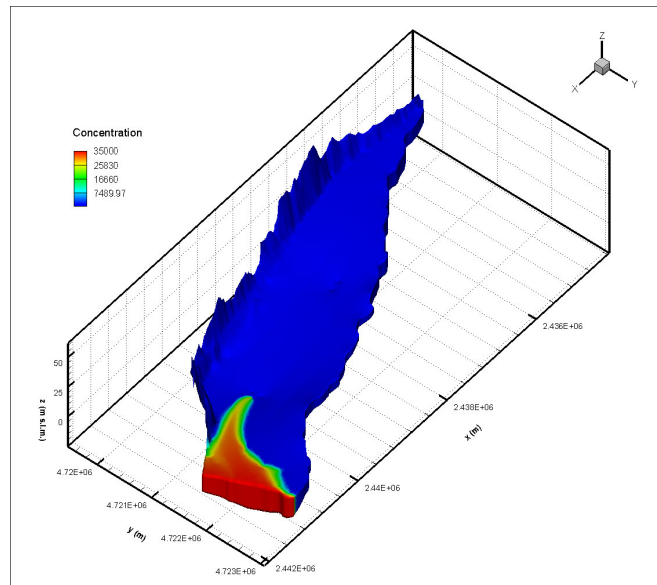 Z
X
Y
Concentration
35000
25830
16660
7489.97
50
25
0
z (m s.l.m.)
2.436E+06
2.438E+06
x (m)
2.44E+06
2.442E+06
4.72E+06
4.721E+06
y (m)
4.722E+06
4.723E+06